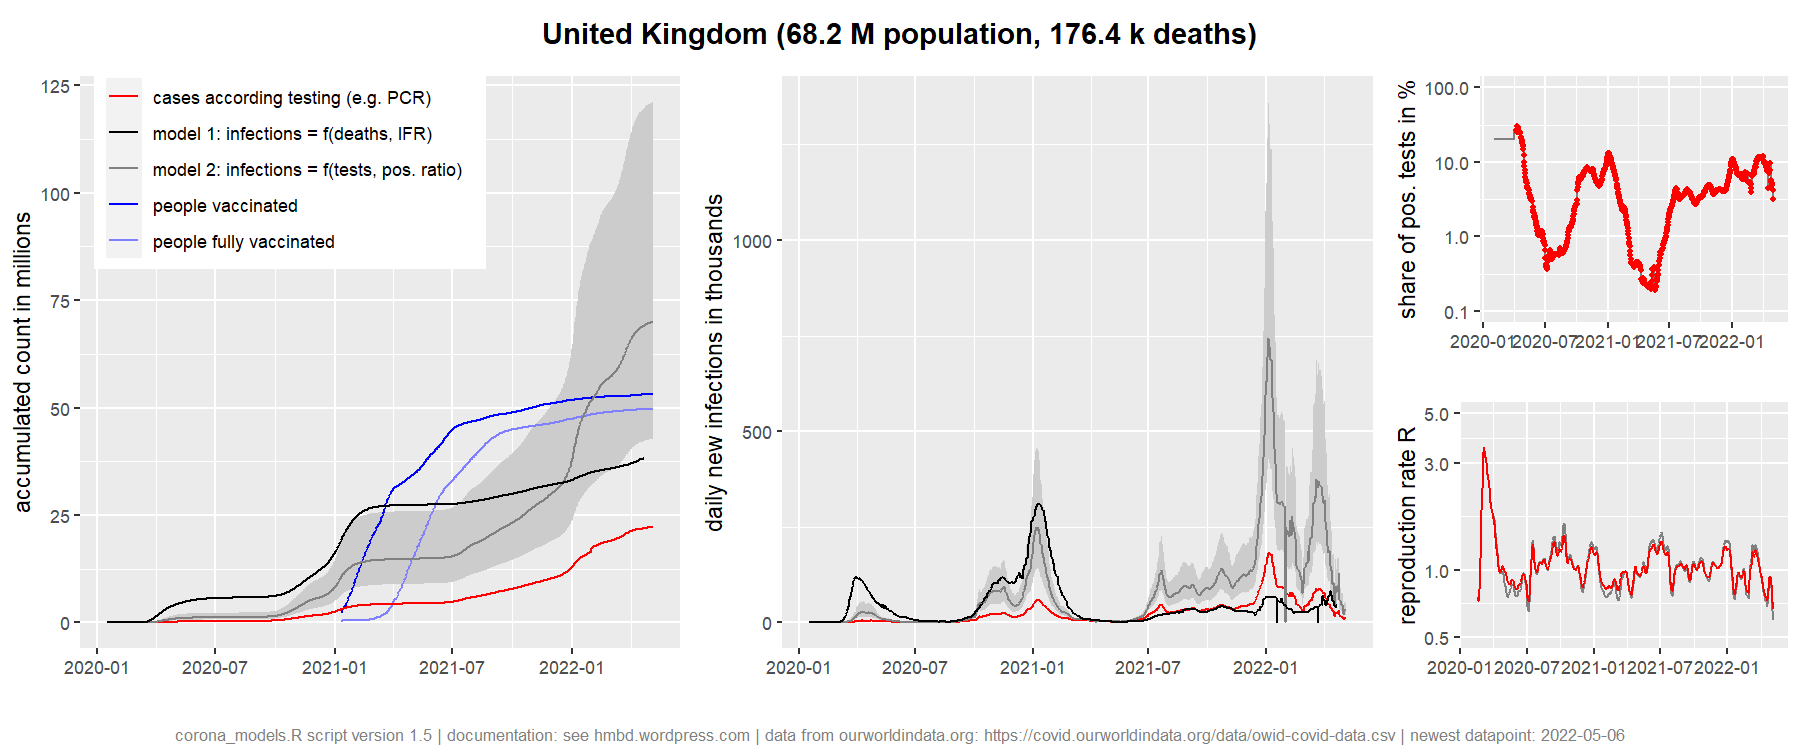 United Kingdom (68.2 M population, 176.4 k deaths)
accumulated count in millions
125
100
75
50
25
0
cases according testing (e.g. PCR)
model 1: infections = f(deaths, IFR)
model 2: infections = f(tests, pos. ratio)
people vaccinated
people fully vaccinated
2020-01 2020-07 2021-01 2021-07 2022-01
daily new infections in thousands
1000
500
0
2020-01 2020-07 2021-01 2021-07 2022-01
share of pos. tests in %
100.0
10.0
1.0
0.1
2020-01 2020-07 2021-01 2021-07 2022-01
reproduction rate R
5.0
3.0
1.0
0.5
2020-01 2020-07 2021-01 2021-07 2022-01
corona_models.R script version 1.5 | documentation: see hmbd.wordpress.com | data from ourworldindata.org: https://covid.ourworldindata.org/data/owid-covid-data.csv | newest datapoint: 2022-05-06